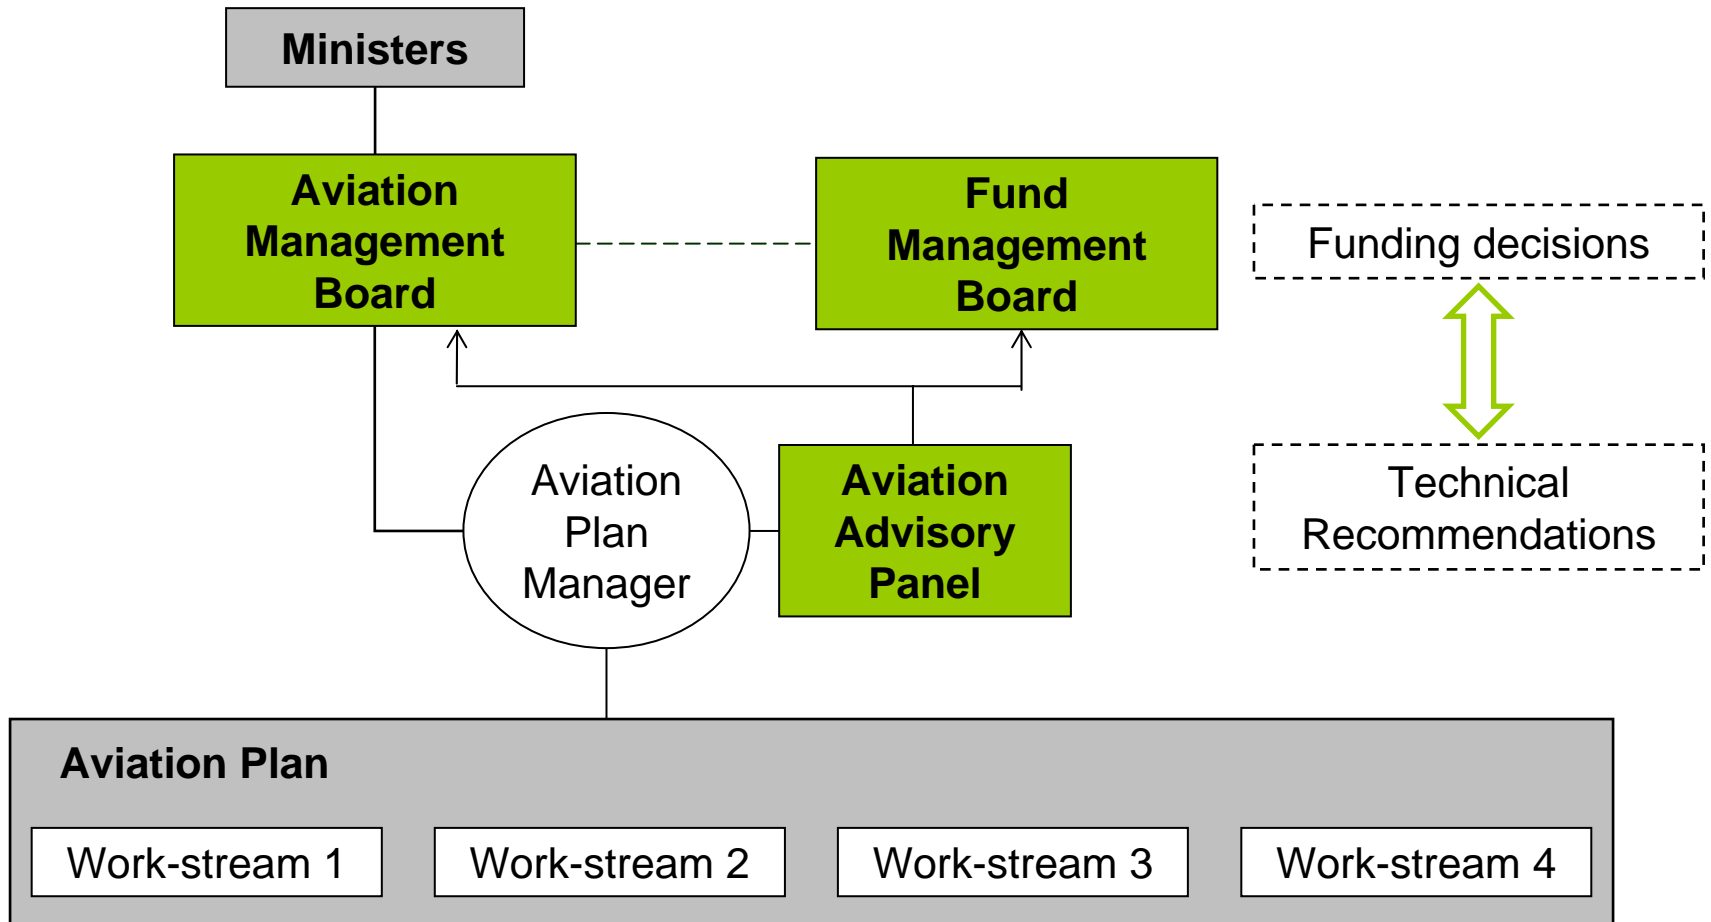 Ministers
Aviation
Management
Board
Fund
Management
Board
Funding decisions
Aviation
Plan
Manager
Aviation
Advisory
Panel
Technical
Recommendations
Aviation Plan
Work-stream 1
Work-stream 2
Work-stream 3
Work-stream 4